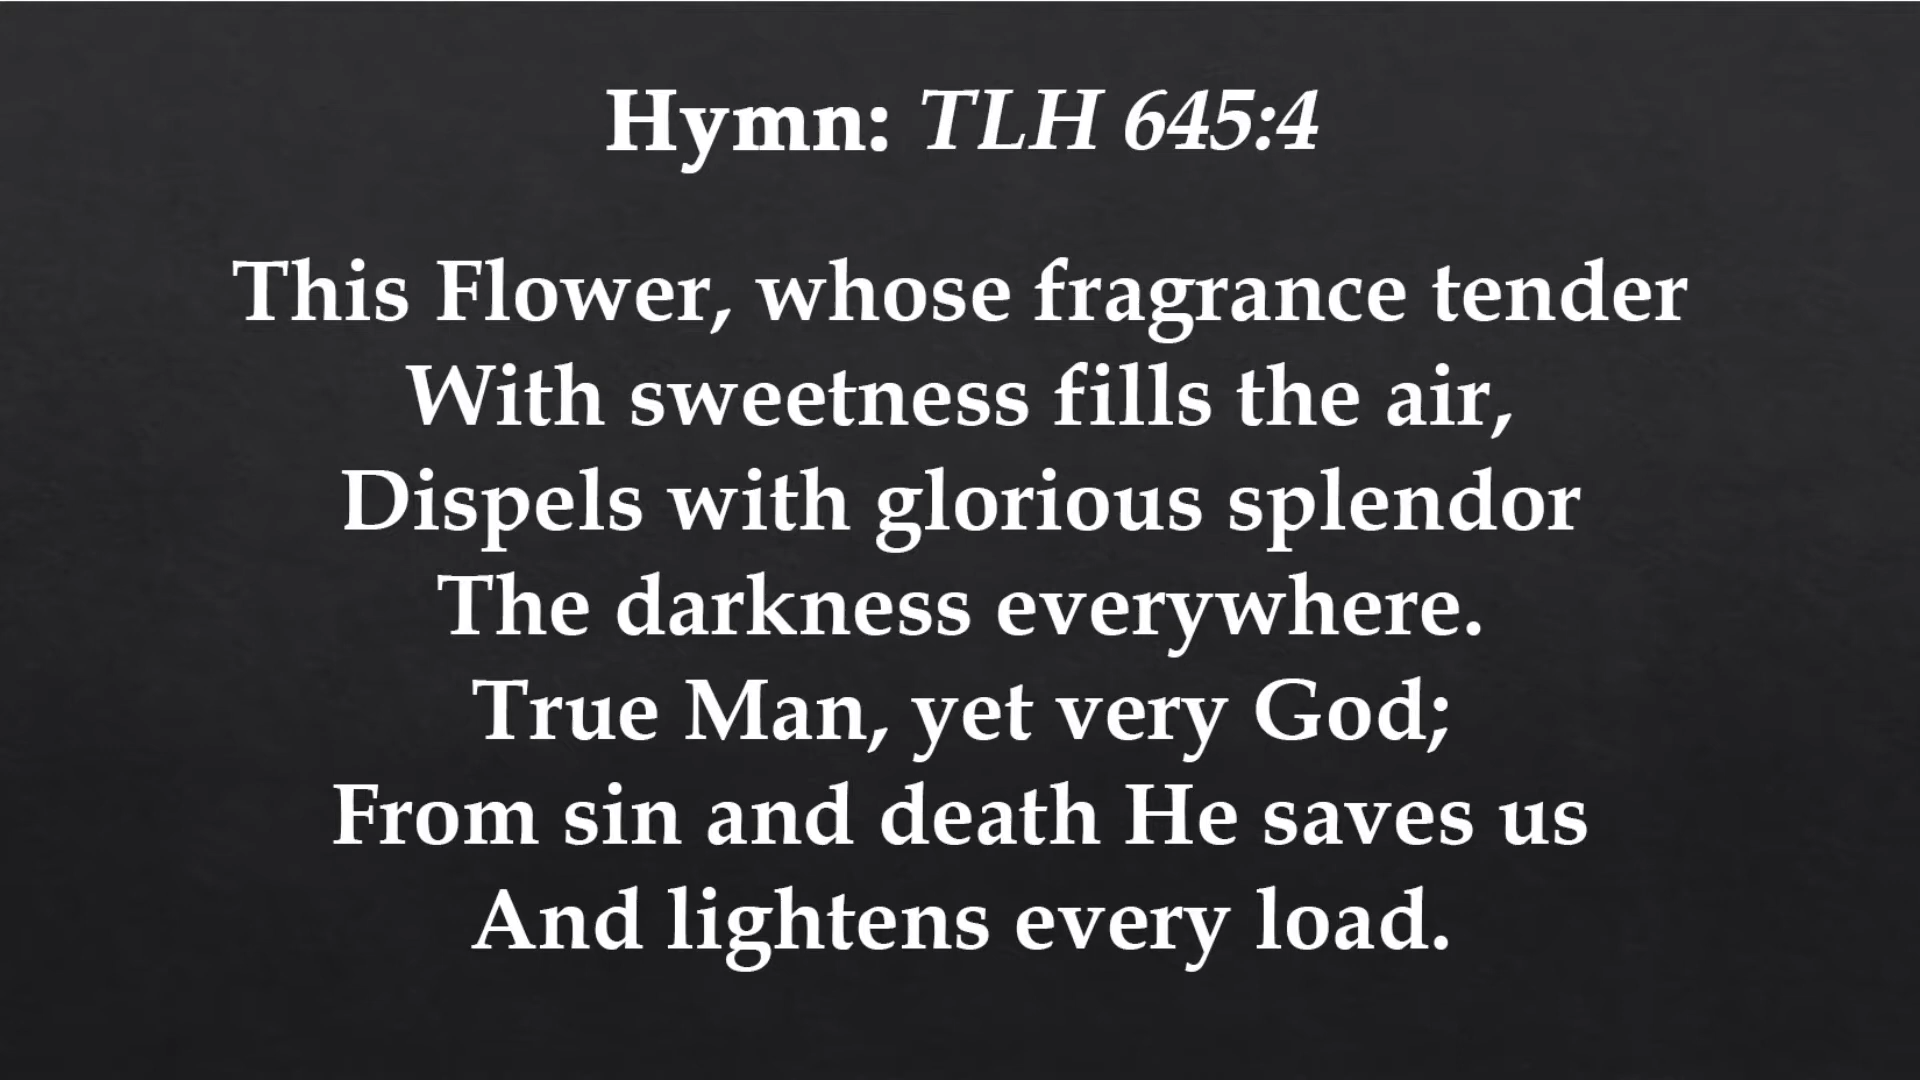 Hymn: TLH 645:4
This Flower, whose fragrance tender
With sweetness fills the air,
Dispels with glorious splendor
The darkness everywhere.
True Man, yet very God;
From sin and death He saves us
And lightens every load.